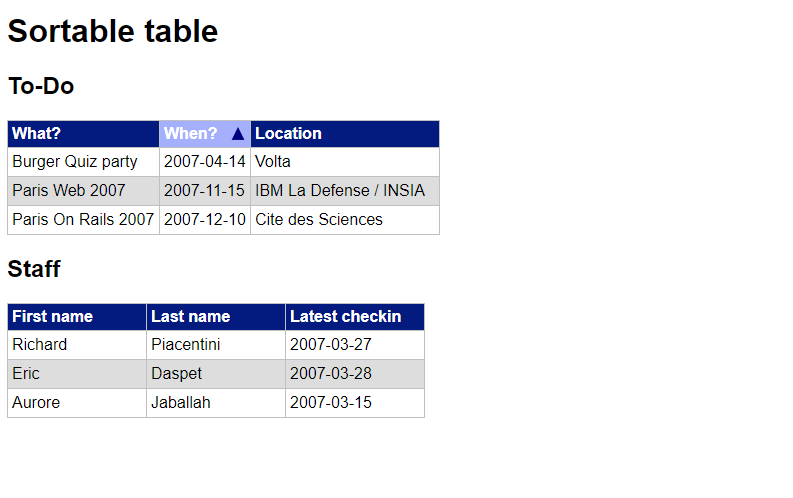 Sortable table
To-Do
What? When? ▲ Location
Burger Quiz party 2007-04-14 Volta
Paris Web 2007 2007-11-15 IBM La Defense / INSIA
Paris On Rails 2007 2007-12-10 Cite des Sciences
Staff
First name Last name Latest checkin
Richard Piacentini 2007-03-27
Eric Daspet 2007-03-28
Aurore Jaballah 2007-03-15